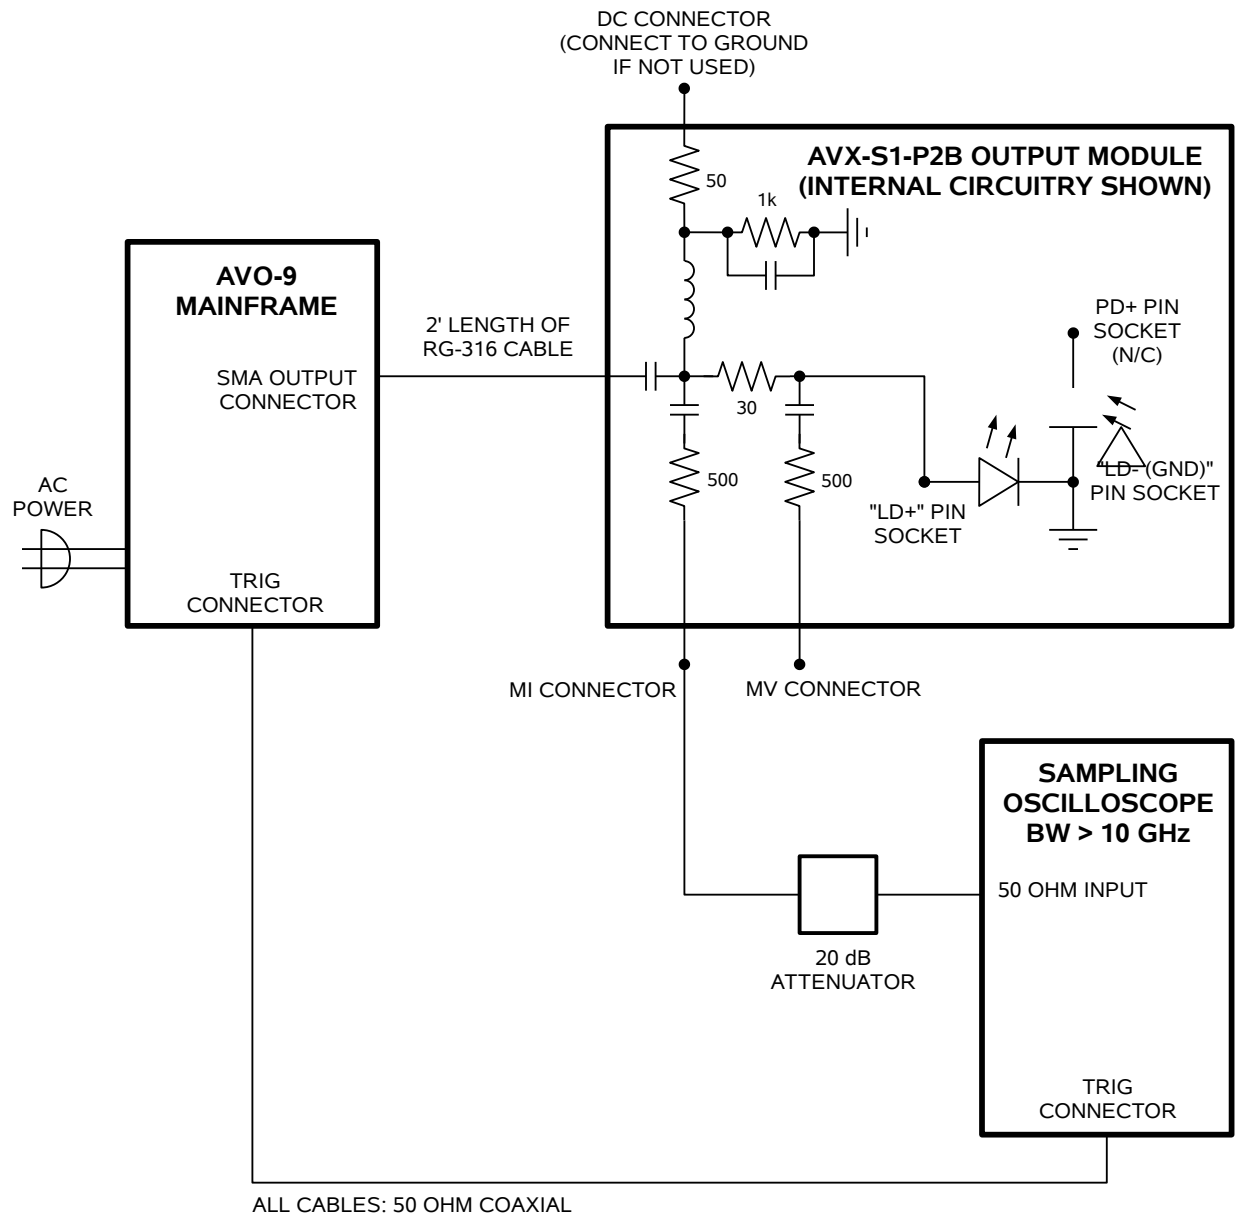 DC CONNECTOR
(CONNECT TO GROUND
IF NOT USED)
AVX-S1-P2B OUTPUT MODULE
(INTERNAL CIRCUITRY SHOWN)
50
1k
AVO-9
MAINFRAME
2' LENGTH OF
RG-316 CABLE
PD+ PIN
SOCKET
(N/C)
SMA OUTPUT
CONNECTOR
30
500
500
"LD- (GND)"
PIN SOCKET
"LD+" PIN
SOCKET
AC
POWER
TRIG
CONNECTOR
MI CONNECTOR
MV CONNECTOR
SAMPLING
OSCILLOSCOPE
BW > 10 GHz
50 OHM INPUT
20 dB
ATTENUATOR
TRIG
CONNECTOR
ALL CABLES: 50 OHM COAXIAL